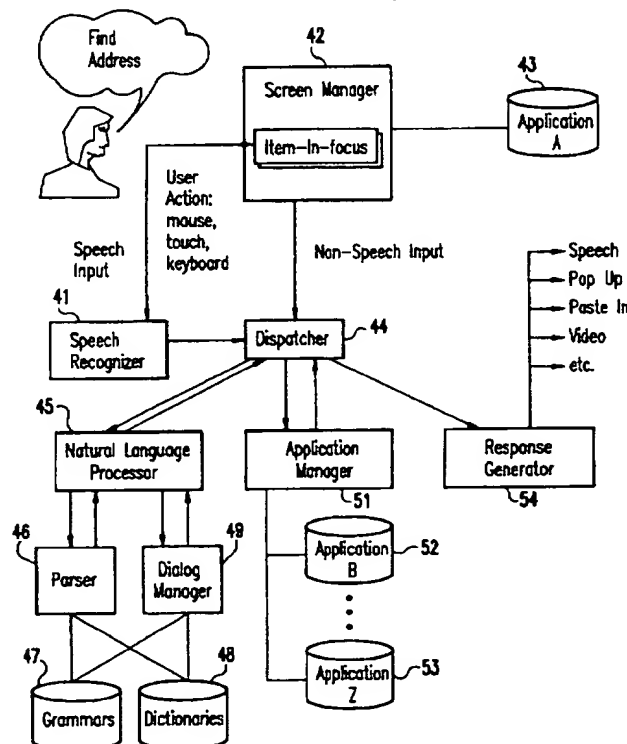 Find
Address
42
Screen Manager
Item-In-focus
43
Application
A
User
Action:
mouse,
touch,
keyboard
Speech
Input
Non-Speech Input
41
Speech
Recognizer
Dispatcher
44
Speech
Pop Up
Paste In
Video
etc.
45
Natural Language
Processor
Application
Manager
51
Response
Generator
54
46
Parser
49
Dialog
Manager
Application
B
52
47
Grammars
48
Dictionaries
Application
Z
53